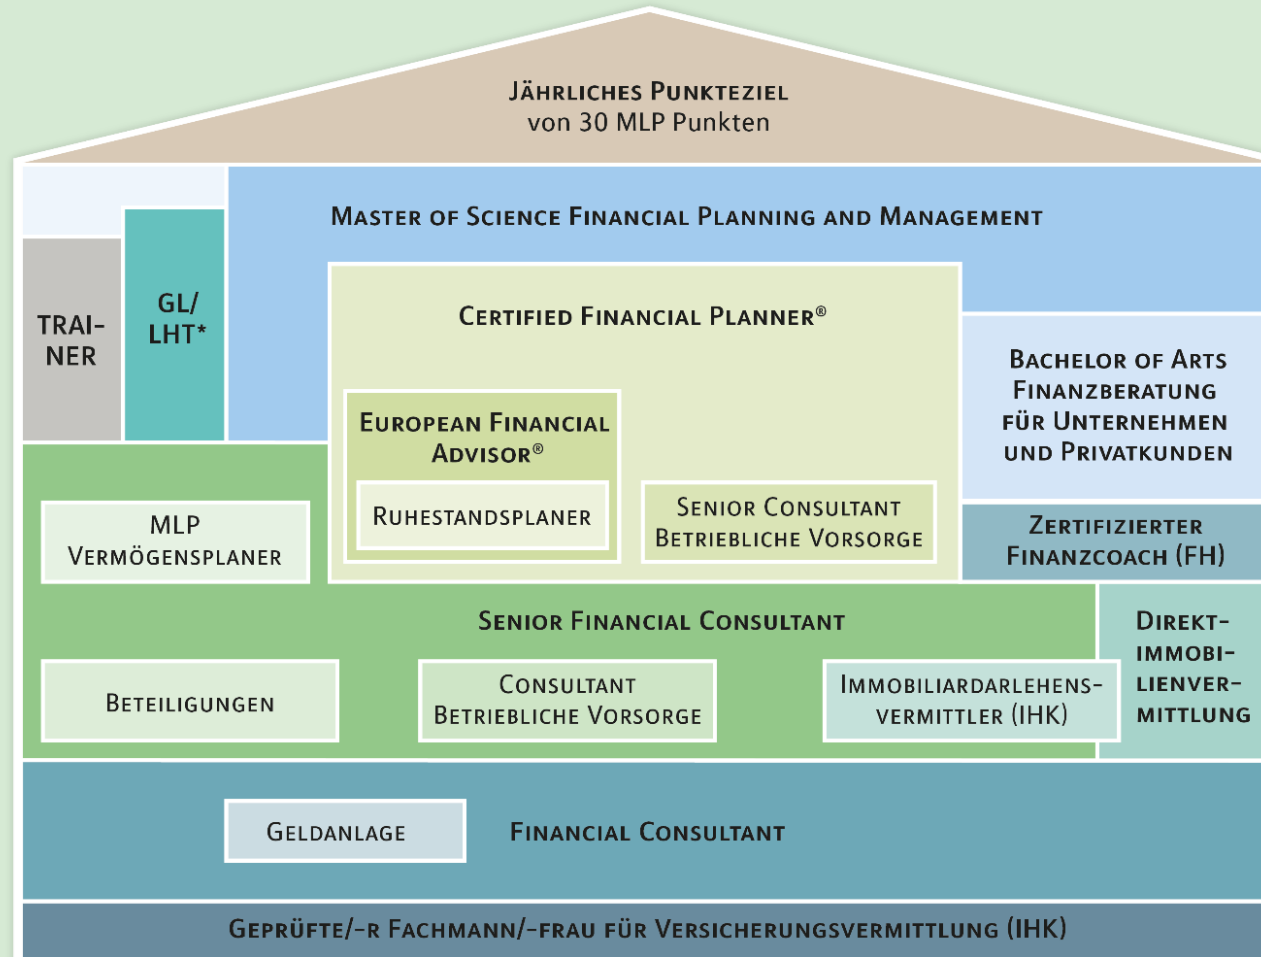 Jährliches Punkteziel
von 30 MLP Punkten
Master of Science Financial Planning and Management
Trai-
ner
GL/
LHT*
Certified Financial Planner®
Bachelor of Arts
Finanzberatung
für Unternehmen
und Privatkunden
European Financial
Advisor®
Ruhestandsplaner
Senior Consultant
Betriebliche Vorsorge
MLP
Vermögensplaner
Zertifizierter
Finanzcoach (FH)
Senior Financial Consultant
Direkt-
immobi-
lienver-
mittlung
Beteiligungen
Consultant
Betriebliche Vorsorge
Immobiliardarlehens-
vermittler (IHK)
Geldanlage
Financial Consultant
Geprüfte/-r Fachmann/-frau für Versicherungsvermittlung (IHK)